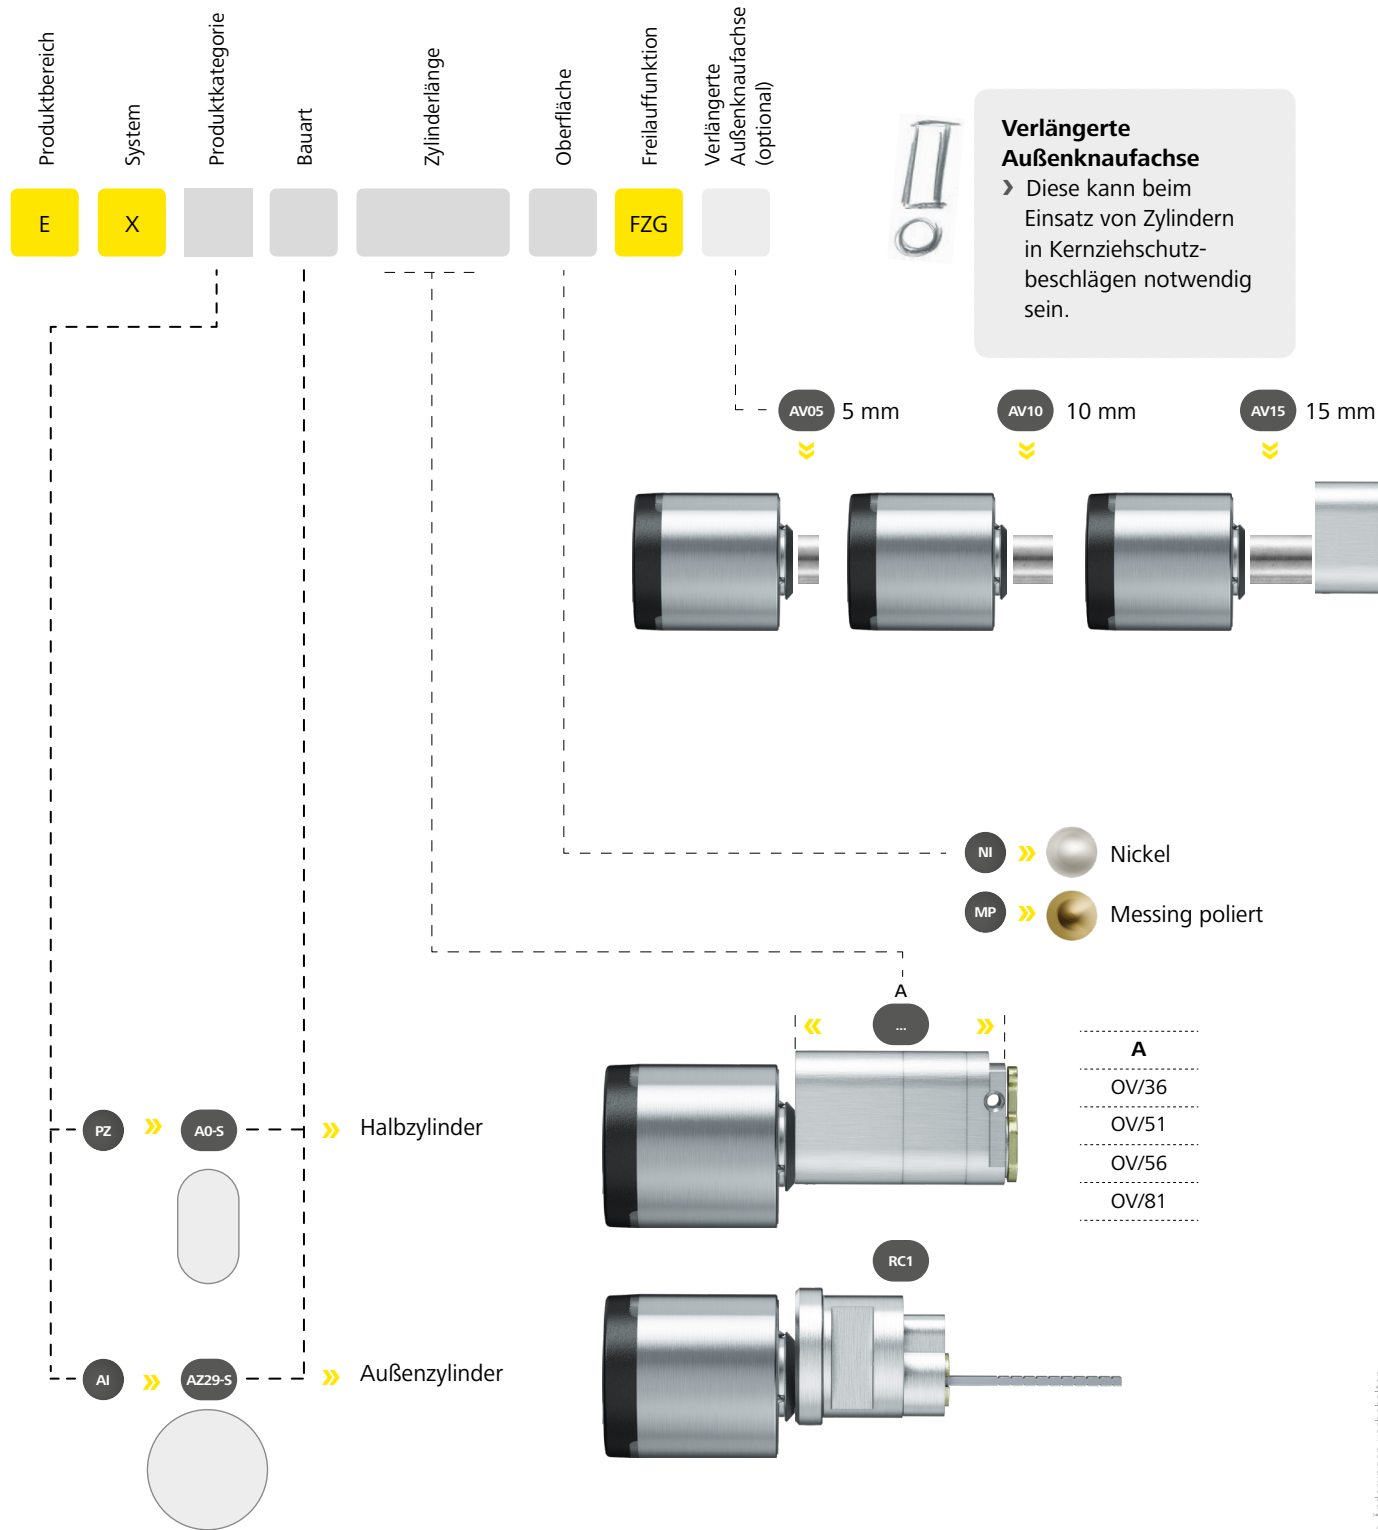 Produktbereich
System
Produktkategorie
Bauart
Zylinderlänge
Oberfläche
Freilauffunktion
Verlängerte
Außenknaufachse
(optional)
E
X
FZG
Verlängerte
Außenknaufachse
› Diese kann beim
Einsatz von Zylindern
in Kernziehschutz-
beschlägen notwendig
sein.
AV05 5 mm
AV10 10 mm
AV15 15 mm
NI » Nickel
MP » Messing poliert
A
« ... »
A
OV/36
OV/51
OV/56
OV/81
PZ » A0-S » Halbzylinder
RC1
AI » AZ29-S » Außenzylinder